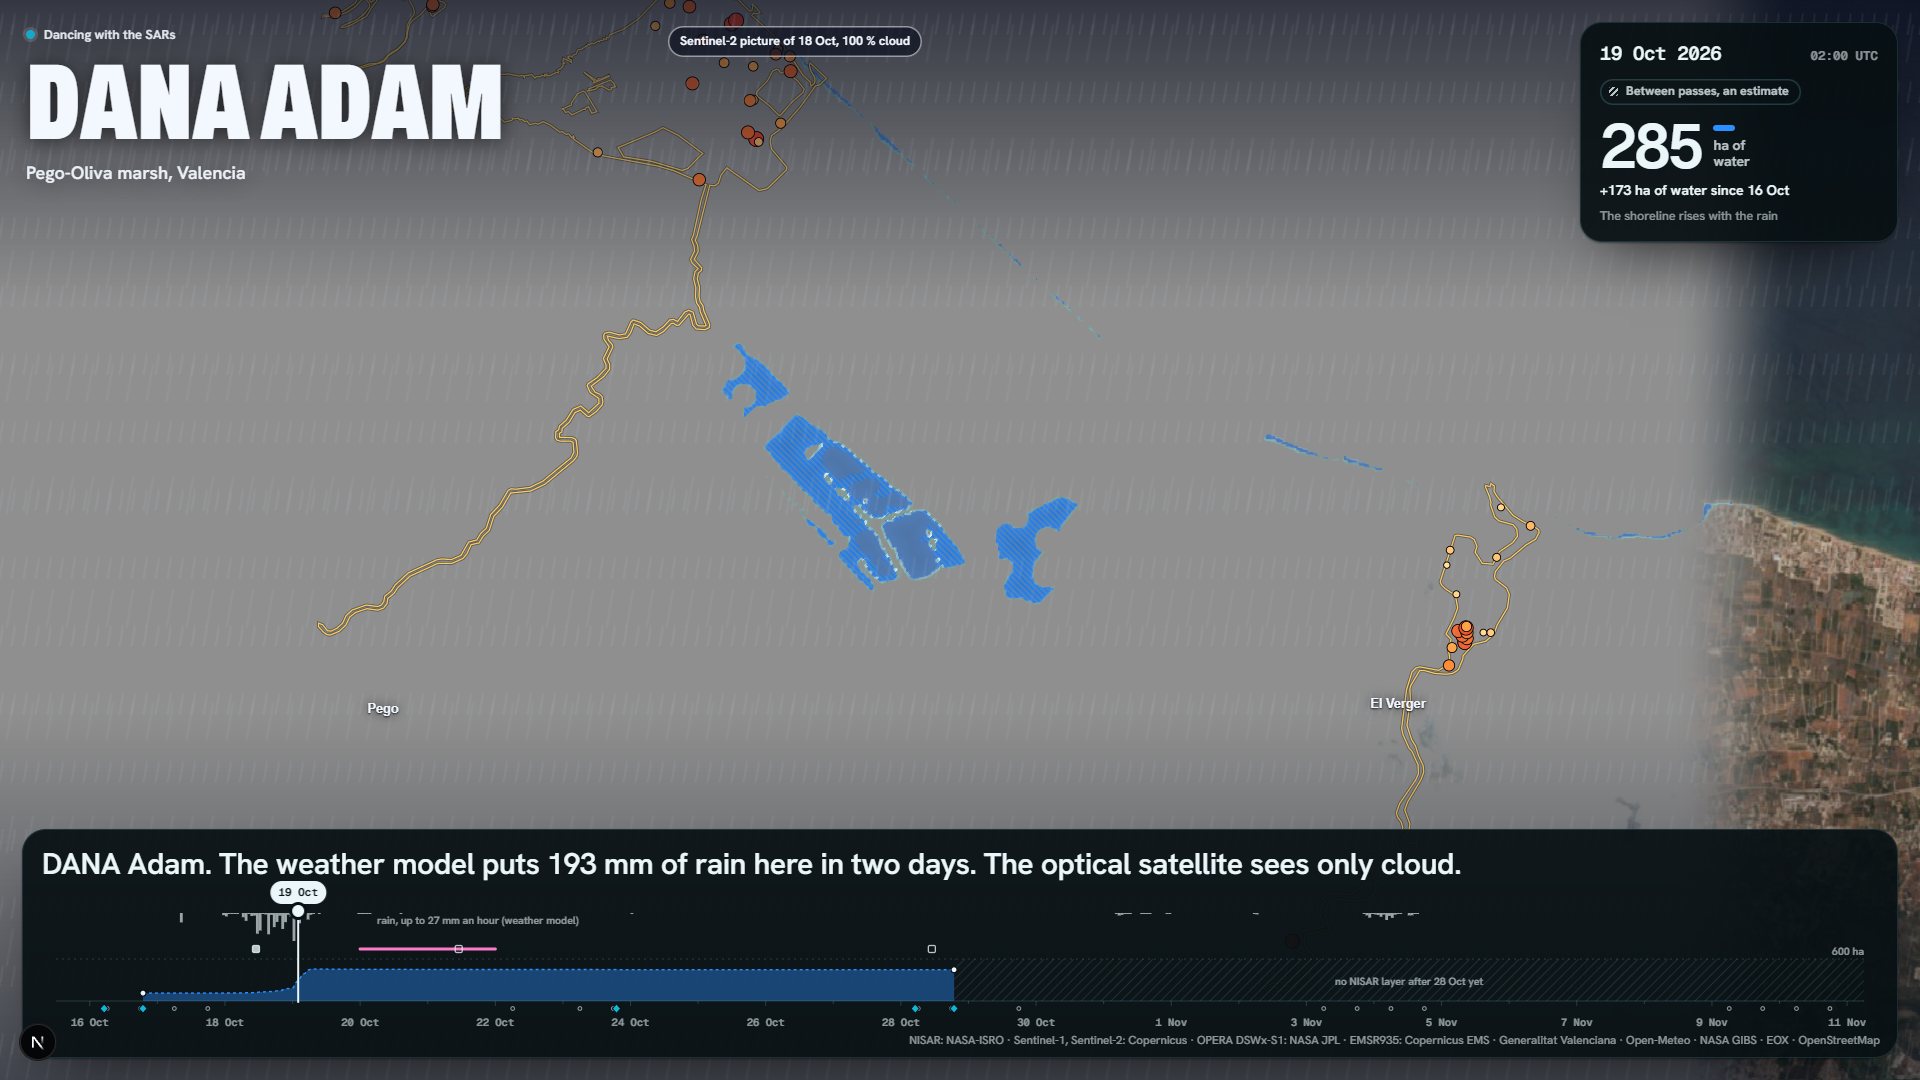 Dancing with the SARs
DANA ADAM
Pego-Oliva marsh, Valencia
Sentinel-2 picture of 18 Oct, 100 % cloud
19 Oct 2026
02:00 UTC
Between passes, an estimate
285
ha of
water
+173 ha of water since 16 Oct
The shoreline rises with the rain
Pego
El Verger
DANA Adam. The weather model puts 193 mm of rain here in two days. The optical satellite sees only cloud.
19 Oct
rain, up to 27 mm an hour (weather model)
600 ha
no NISAR layer after 28 Oct yet
16 Oct
18 Oct
20 Oct
22 Oct
24 Oct
26 Oct
28 Oct
30 Oct
1 Nov
3 Nov
5 Nov
7 Nov
9 Nov
11 Nov
N
NISAR: NASA-ISRO · Sentinel-1, Sentinel-2: Copernicus · OPERA DSWx-S1: NASA JPL · EMSR935: Copernicus EMS · Generalitat Valenciana · Open-Meteo · NASA GIBS · EOX · OpenStreetMap